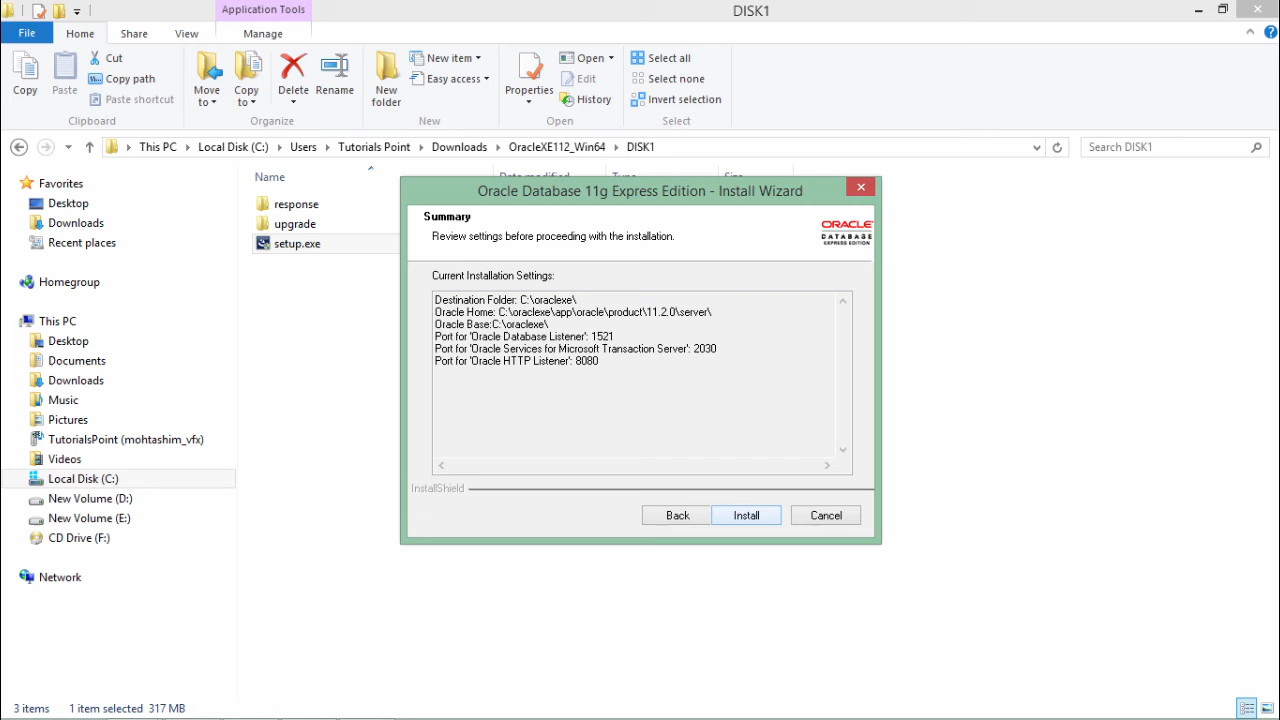 Application Tools
DISK1
File
Home
Share
View
Manage
Copy
Paste
Cut
Copy path
Paste shortcut
Clipboard
Move to
Copy to
Delete
Rename
Organize
New folder
New item
Easy access
New
Properties
Open
Edit
History
Open
Select all
Select none
Invert selection
Select
This PC
Local Disk (C:)
Users
Tutorials Point
Downloads
OracleXE112_Win64
DISK1
Search DISK1
Favorites
Desktop
Downloads
Recent places
Homegroup
This PC
Desktop
Documents
Downloads
Music
Pictures
TutorialsPoint (mohtashim_vfx)
Videos
Local Disk (C:)
New Volume (D:)
New Volume (E:)
CD Drive (F:)
Network
Name
Date modified
Type
Size
response
upgrade
setup.exe
Oracle Database 11g Express Edition - Install Wizard
Summary
Review settings before proceeding with the installation.
ORACLE
DATABASE
EXPRESS EDITION
Current Installation Settings:
Destination Folder: C:\oraclexe\
Oracle Home: C:\oraclexe\app\oracle\product\11.2.0\server\
Oracle Base:C:\oraclexe\
Port for 'Oracle Database Listener': 1521
Port for 'Oracle Services for Microsoft Transaction Server': 2030
Port for 'Oracle HTTP Listener': 8080
InstallShield
Back
Install
Cancel
3 items
1 item selected 317 MB